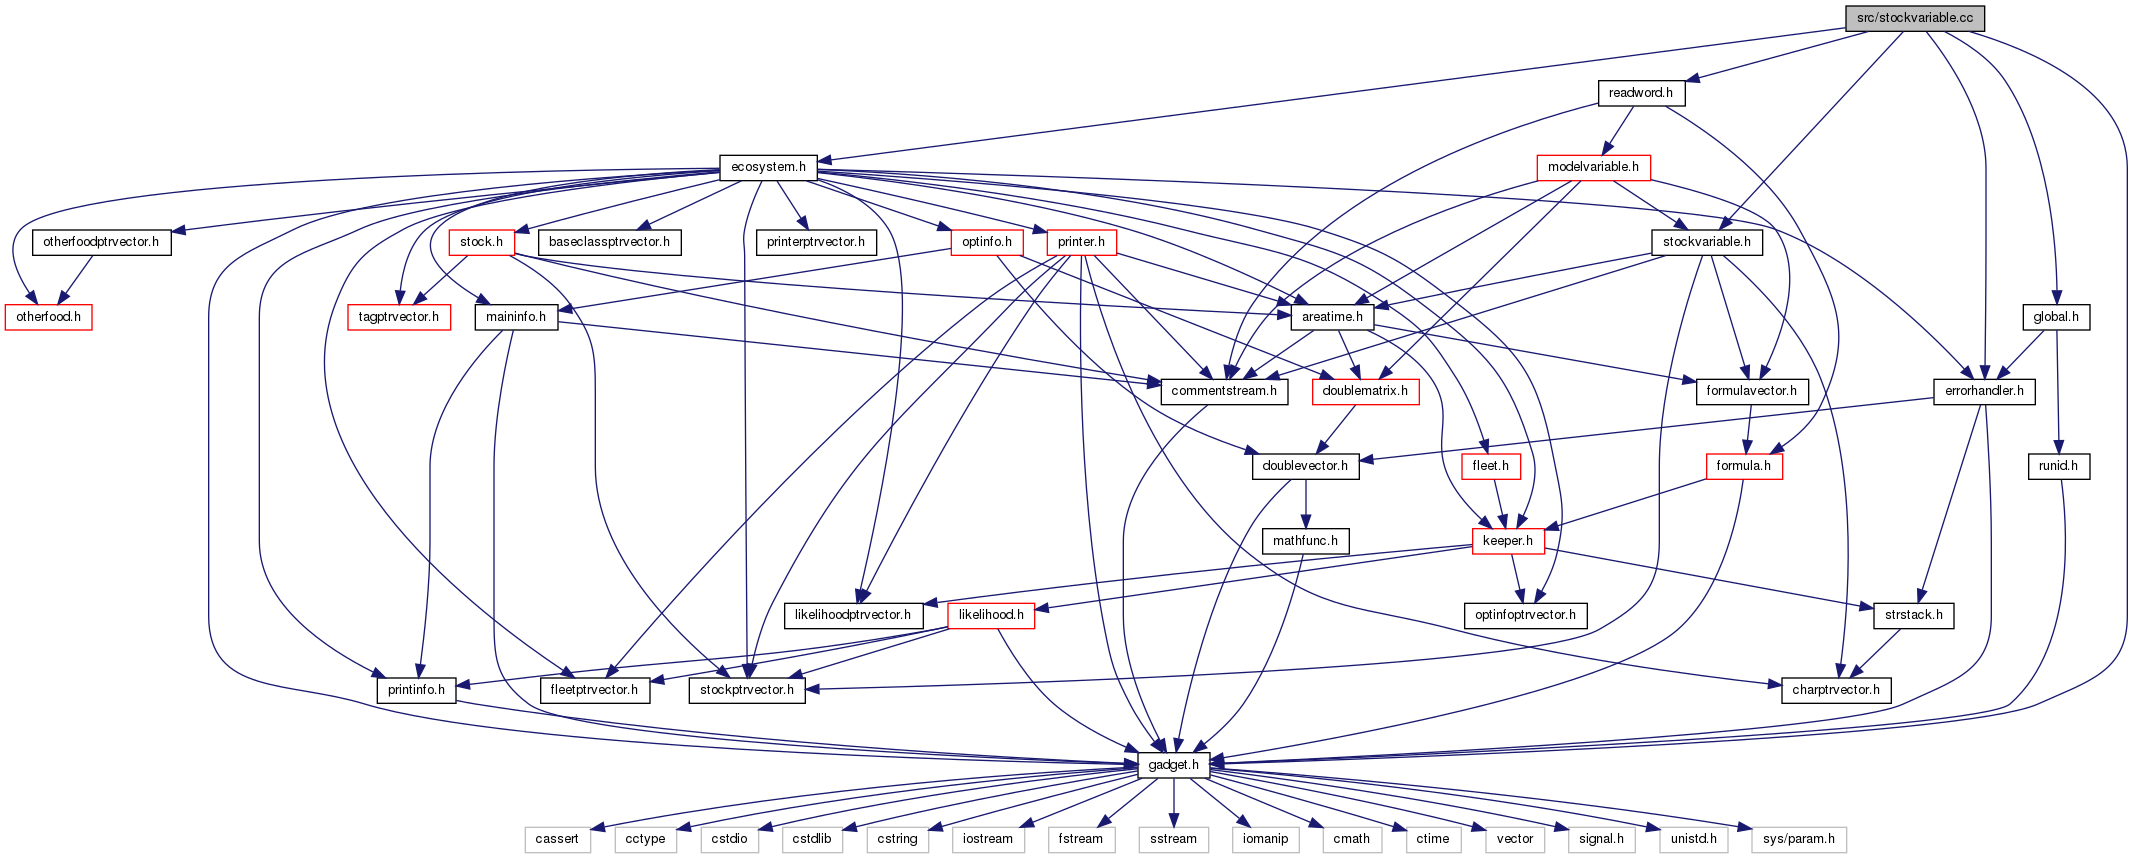 src/stockvariable.cc
readword.h
ecosystem.h
modelvariable.h
otherfoodptrvector.h
stock.h
baseclassptrvector.h
printerptrvector.h
optinfo.h
printer.h
stockvariable.h
otherfood.h
tagptrvector.h
maininfo.h
areatime.h
global.h
commentstream.h
doublematrix.h
formulavector.h
errorhandler.h
doublevector.h
fleet.h
formula.h
runid.h
mathfunc.h
keeper.h
likelihoodptrvector.h
likelihood.h
optinfoptrvector.h
strstack.h
printinfo.h
fleetptrvector.h
stockptrvector.h
charptrvector.h
gadget.h
cassert
cctype
cstdio
cstdlib
cstring
iostream
fstream
sstream
iomanip
cmath
ctime
vector
signal.h
unistd.h
sys/param.h